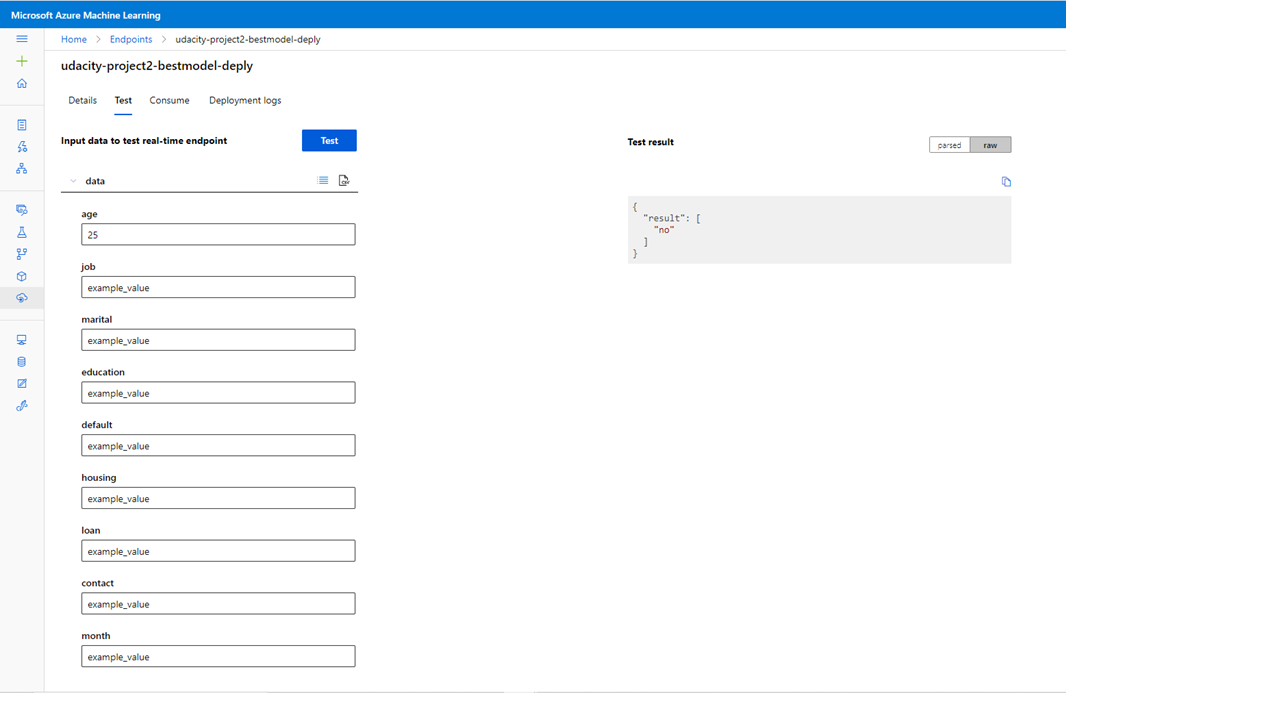 Microsoft Azure Machine Learning
Home > Endpoints > udacity-project2-bestmodel-deply
udacity-project2-bestmodel-deply
Details Test Consume Deployment logs
Input data to test real-time endpoint Test
data
age
25
job
example_value
marital
example_value
education
example_value
default
example_value
housing
example_value
loan
example_value
contact
example_value
month
example_value
Test result parsed raw
{
"result": [
"no"
]
}